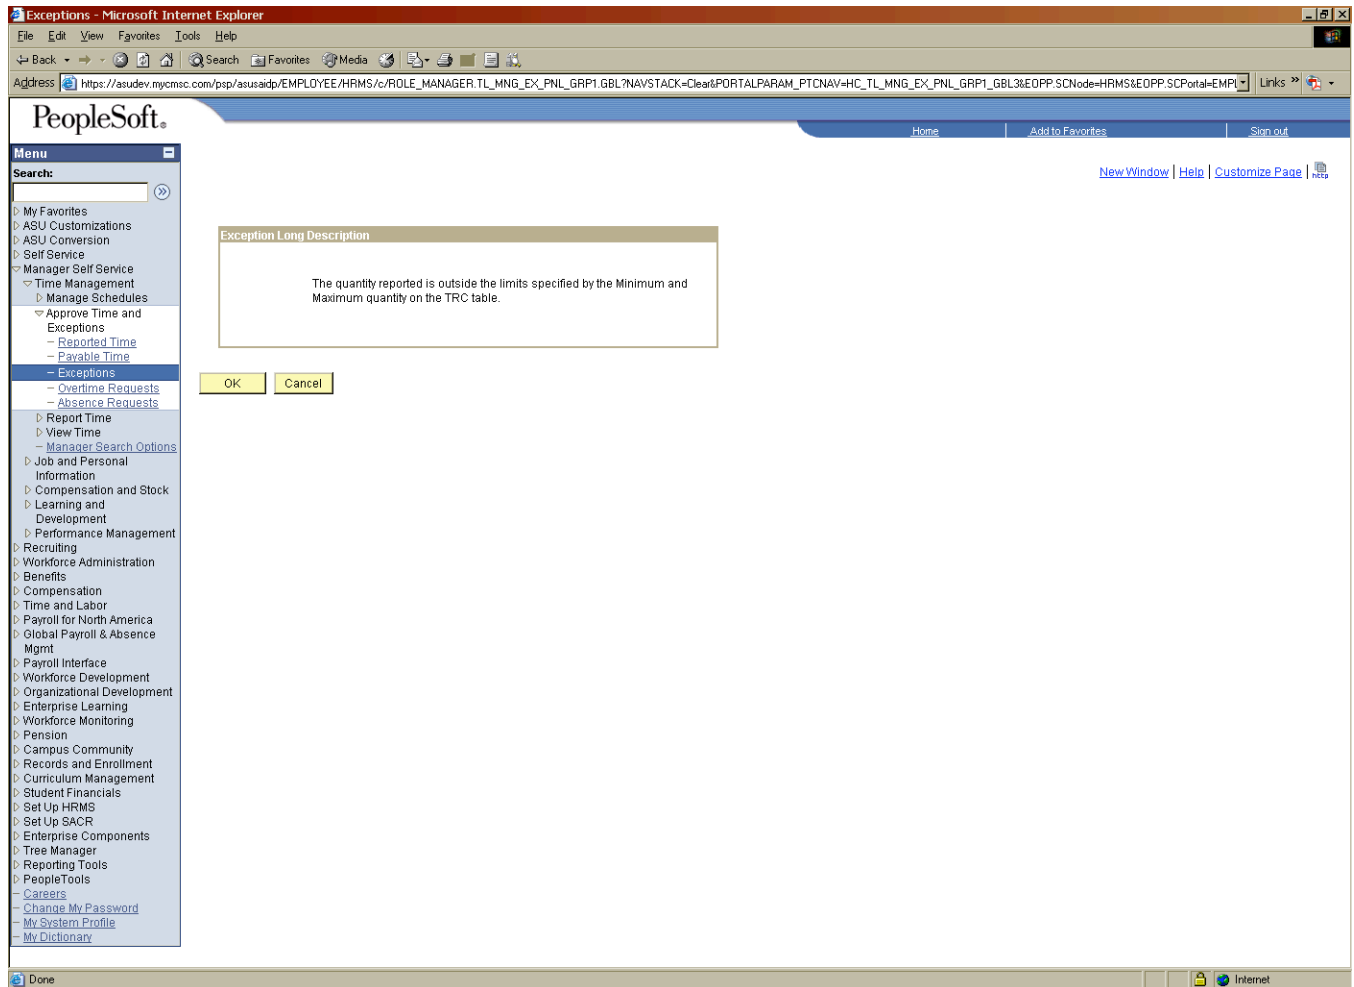 Exceptions - Microsoft Internet Explorer
File Edit View Favorites Tools Help
Back Search Favorites Media
Address https://asudev.mycmsc.com/psp/asusaidp/EMPLOYEE/HRMS/c/ROLE_MANAGER.TL_MNG_EX_PNL_GRP1.GBL?NAVSTACK=Clear&PORTALPARAM_PTCNAV=HC_TL_MNG_EX_PNL_GRP1_GBL3&EOPP.SCNode=HRMS&EOPP.SCPortal=EMPL Links »
PeopleSoft.
Home Add to Favorites Sign out
Menu
New Window | Help | Customize Page | http
Search:
My Favorites
ASU Customizations
ASU Conversion
Self Service
Manager Self Service
Time Management
Manage Schedules
Approve Time and
Exceptions
– Reported Time
– Payable Time
– Exceptions
– Overtime Requests
– Absence Requests
Report Time
View Time
– Manager Search Options
Job and Personal
Information
Compensation and Stock
Learning and
Development
Performance Management
Recruiting
Workforce Administration
Benefits
Compensation
Time and Labor
Payroll for North America
Global Payroll & Absence
Mgmt
Payroll Interface
Workforce Development
Organizational Development
Enterprise Learning
Workforce Monitoring
Pension
Campus Community
Records and Enrollment
Curriculum Management
Student Financials
Set Up HRMS
Set Up SACR
Enterprise Components
Tree Manager
Reporting Tools
PeopleTools
– Careers
– Change My Password
– My System Profile
– My Dictionary
Exception Long Description
The quantity reported is outside the limits specified by the Minimum and
Maximum quantity on the TRC table.
OK Cancel
Done Internet